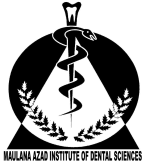 MAULANA AZAD INSTITUTE OF DENTAL SCIENCES